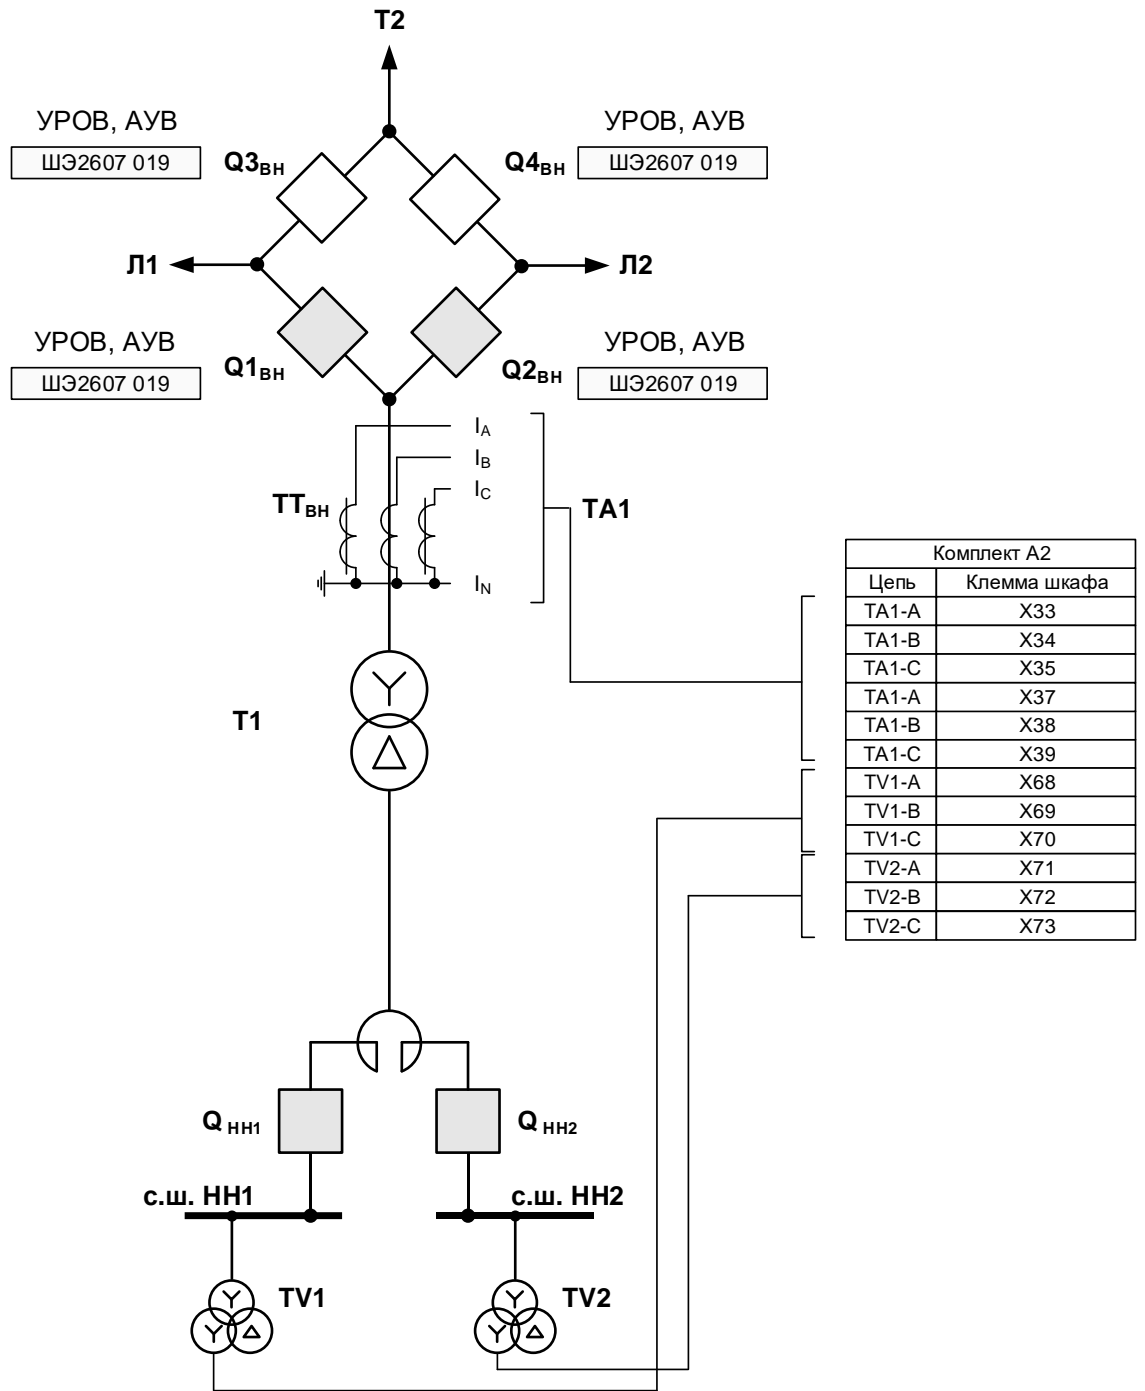 T2
УРОВ, АУВ
УРОВ, АУВ
ШЭ2607 019
Q3ВН
Q4ВН
ШЭ2607 019
Л1
Л2
УРОВ, АУВ
УРОВ, АУВ
ШЭ2607 019
Q1ВН
Q2ВН
ШЭ2607 019
IA
IB
IC
ТТВН
TA1
IN
Комплект А2
Цепь Клемма шкафа
TA1-A X33
TA1-B X34
TA1-C X35
TA1-A X37
TA1-B X38
TA1-C X39
TV1-A X68
TV1-B X69
TV1-C X70
TV2-A X71
TV2-B X72
TV2-C X73
T1
Q НН1
Q НН2
с.ш. НН1
с.ш. НН2
TV1
TV2